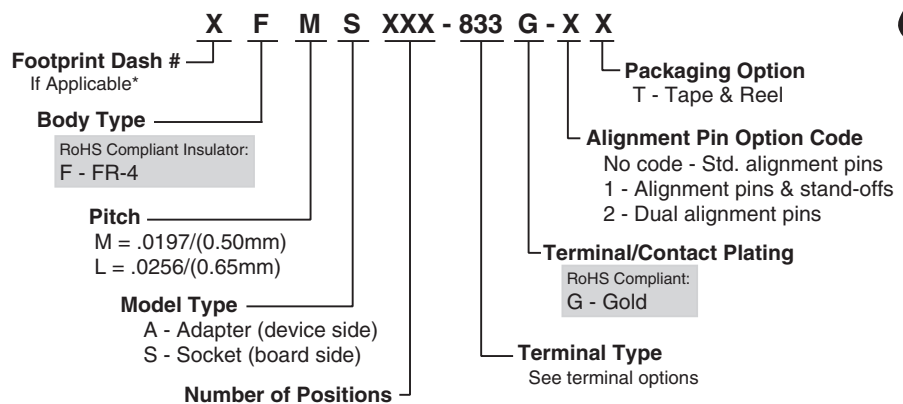 X F M S XXX - 833 G - X X
Footprint Dash #
If Applicable*
Body Type
RoHS Compliant Insulator:
F - FR-4
Pitch
M = .0197/(0.50mm)
L = .0256/(0.65mm)
Model Type
A - Adapter (device side)
S - Socket (board side)
Number of Positions
Packaging Option
T - Tape & Reel
Alignment Pin Option Code
No code - Std. alignment pins
1 - Alignment pins & stand-offs
2 - Dual alignment pins
Terminal/Contact Plating
RoHS Compliant:
G - Gold
Terminal Type
See terminal options